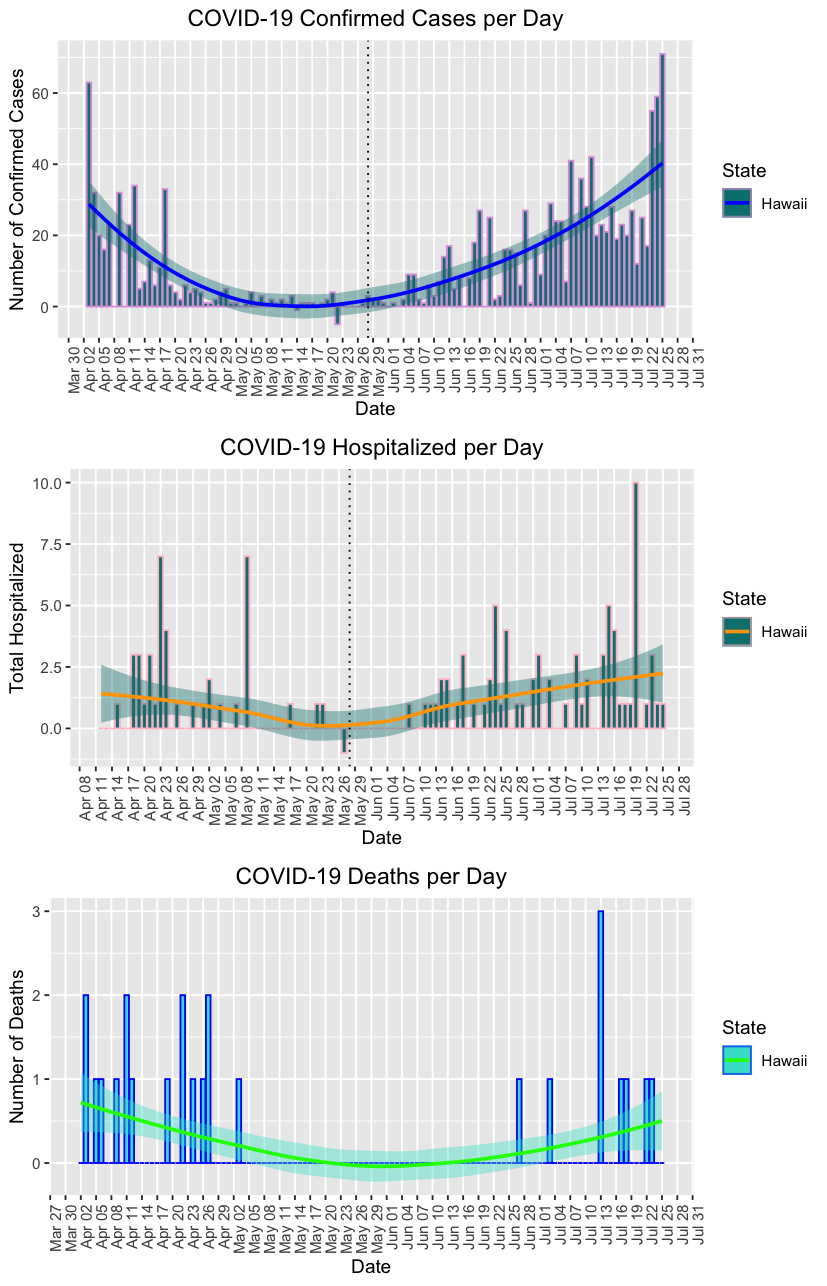 COVID-19 Confirmed Cases per Day
Number of Confirmed Cases
60
40
20
0
Mar 30
Apr 02
Apr 05
Apr 08
Apr 11
Apr 14
Apr 17
Apr 20
Apr 23
Apr 26
Apr 29
May 02
May 05
May 08
May 11
May 14
May 17
May 20
May 23
May 26
May 29
Jun 01
Jun 04
Jun 07
Jun 10
Jun 13
Jun 16
Jun 19
Jun 22
Jun 25
Jun 28
Jul 01
Jul 04
Jul 07
Jul 10
Jul 13
Jul 16
Jul 19
Jul 22
Jul 25
Jul 28
Jul 31
Date
State
Hawaii
COVID-19 Hospitalized per Day
Total Hospitalized
10.0
7.5
5.0
2.5
0.0
Apr 08
Apr 11
Apr 14
Apr 17
Apr 20
Apr 23
Apr 26
Apr 29
May 02
May 05
May 08
May 11
May 14
May 17
May 20
May 23
May 26
May 29
Jun 01
Jun 04
Jun 07
Jun 10
Jun 13
Jun 16
Jun 19
Jun 22
Jun 25
Jun 28
Jul 01
Jul 04
Jul 07
Jul 10
Jul 13
Jul 16
Jul 19
Jul 22
Jul 25
Jul 28
Date
State
Hawaii
COVID-19 Deaths per Day
Number of Deaths
3
2
1
0
Mar 27
Mar 30
Apr 02
Apr 05
Apr 08
Apr 11
Apr 14
Apr 17
Apr 20
Apr 23
Apr 26
Apr 29
May 02
May 05
May 08
May 11
May 14
May 17
May 20
May 23
May 26
May 29
Jun 01
Jun 04
Jun 07
Jun 10
Jun 13
Jun 16
Jun 19
Jun 22
Jun 25
Jun 28
Jul 01
Jul 04
Jul 07
Jul 10
Jul 13
Jul 16
Jul 19
Jul 22
Jul 25
Jul 28
Jul 31
Date
State
Hawaii